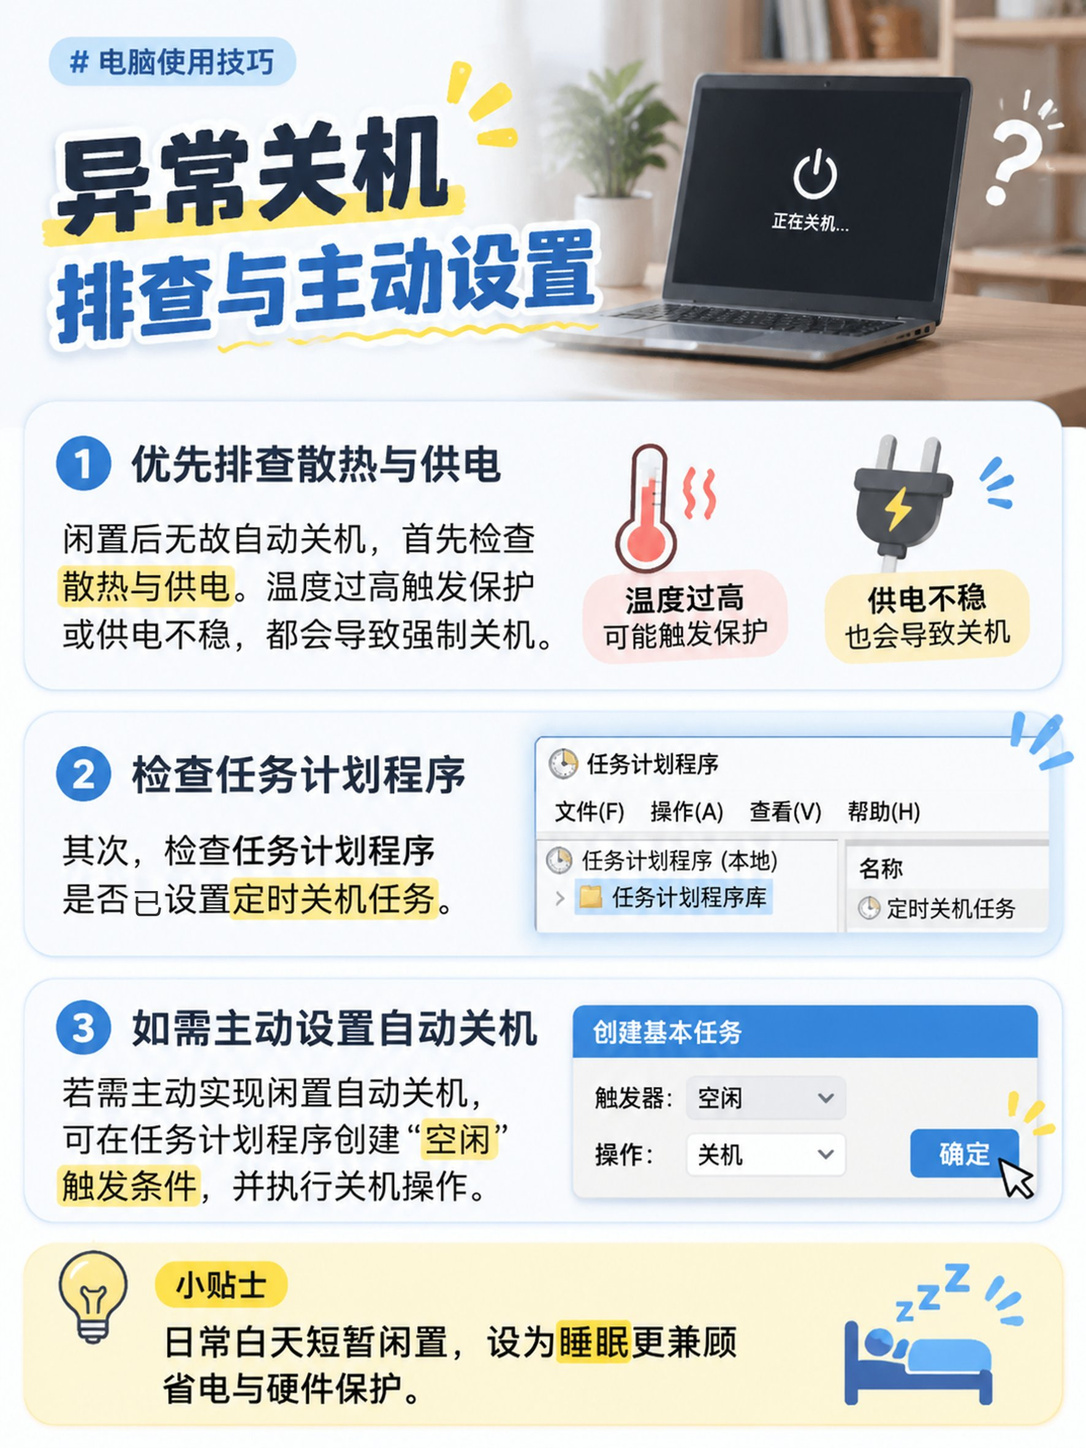 # 电脑使用技巧
异常关机
排查与主动设置
正在关机...
?
1 优先排查散热与供电
闲置后无故自动关机，首先检查
散热与供电。温度过高触发保护
或供电不稳，都会导致强制关机。
温度过高
可能触发保护
供电不稳
也会导致关机
2 检查任务计划程序
其次，检查任务计划程序
是否已设置定时关机任务。
任务计划程序
文件(F) 操作(A) 查看(V) 帮助(H)
任务计划程序 (本地)
任务计划程序库
名称
定时关机任务
3 如需主动设置自动关机
若需主动实现闲置自动关机，
可在任务计划程序创建“空闲”
触发条件，并执行关机操作。
创建基本任务
触发器： 空闲
操作： 关机
确定
小贴士
日常白天短暂闲置，设为睡眠更兼顾
省电与硬件保护。
z z z